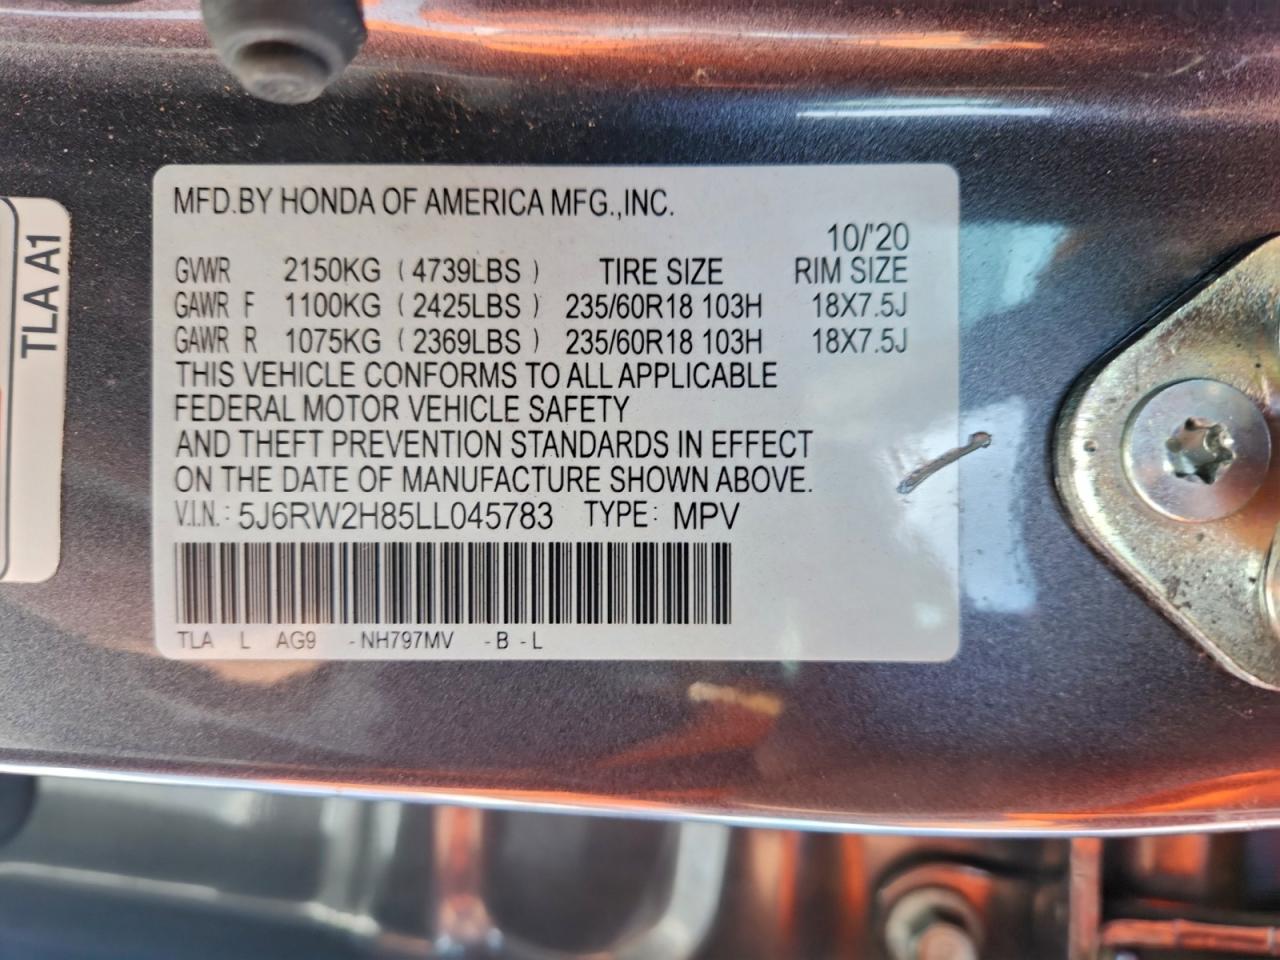 MFD.BY HONDA OF AMERICA MFG.,INC.
10/'20
GVWR 2150KG ( 4739LBS ) TIRE SIZE RIM SIZE
GAWR F 1100KG ( 2425LBS ) 235/60R18 103H 18X7.5J
GAWR R 1075KG ( 2369LBS ) 235/60R18 103H 18X7.5J
THIS VEHICLE CONFORMS TO ALL APPLICABLE
FEDERAL MOTOR VEHICLE SAFETY
AND THEFT PREVENTION STANDARDS IN EFFECT
ON THE DATE OF MANUFACTURE SHOWN ABOVE.
V.I.N.: 5J6RW2H85LL045783 TYPE: MPV
TLA L AG9 -NH797MV -B -L
TLA A1